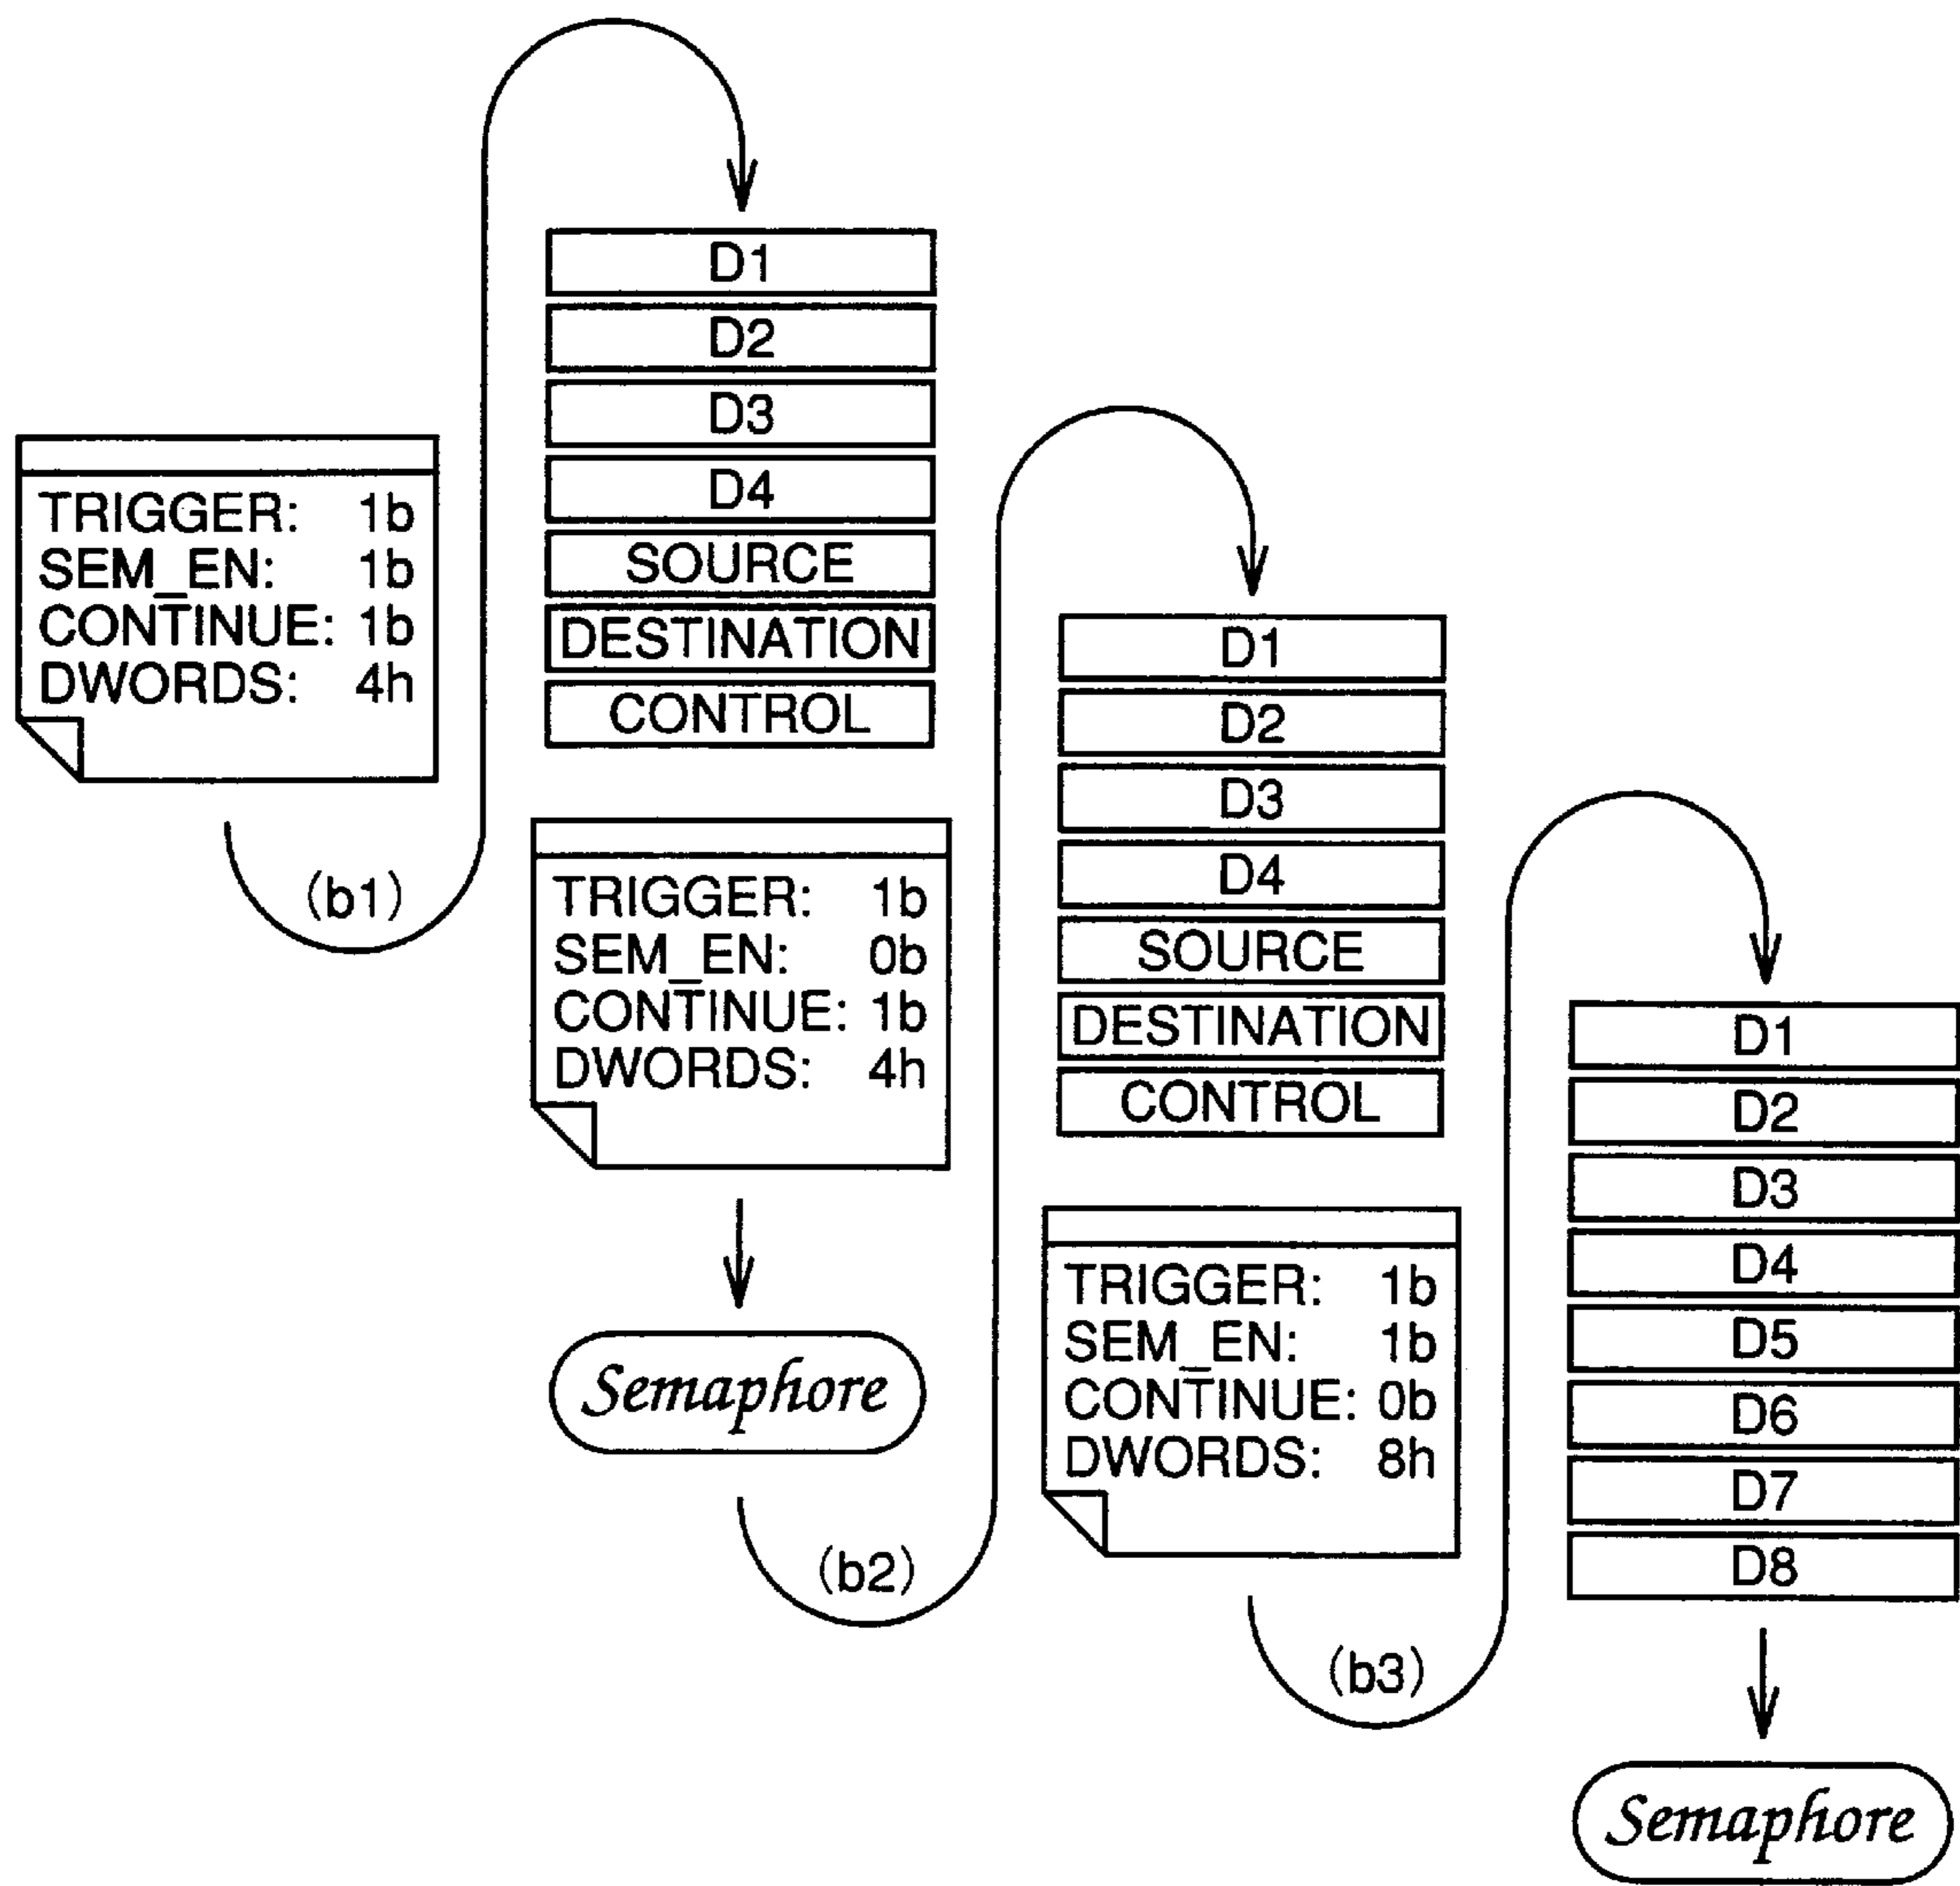 TRIGGER: 1b
SEM_EN: 1b
CONTINUE: 1b
DWORDS: 4h
(b1)
D1
D2
D3
D4
SOURCE
DESTINATION
CONTROL
TRIGGER: 1b
SEM_EN: 0b
CONTINUE: 1b
DWORDS: 4h
Semaphore
(b2)
D1
D2
D3
D4
SOURCE
DESTINATION
CONTROL
TRIGGER: 1b
SEM_EN: 1b
CONTINUE: 0b
DWORDS: 8h
(b3)
D1
D2
D3
D4
D5
D6
D7
D8
Semaphore